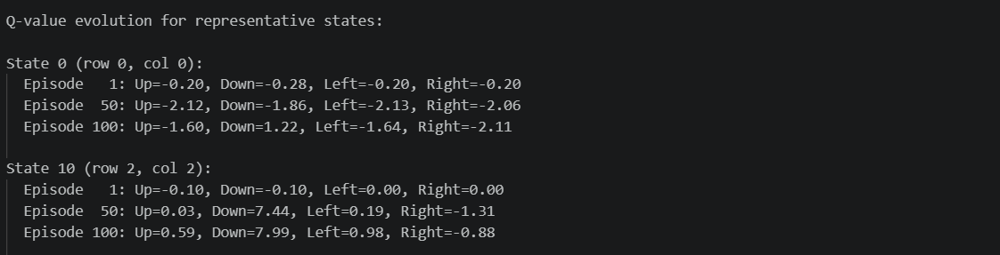 Q-value evolution for representative states:
State 0 (row 0, col 0):
Episode   1: Up=-0.20, Down=-0.28, Left=-0.20, Right=-0.20
Episode  50: Up=-2.12, Down=-1.86, Left=-2.13, Right=-2.06
Episode 100: Up=-1.60, Down=1.22, Left=-1.64, Right=-2.11
State 10 (row 2, col 2):
Episode   1: Up=-0.10, Down=-0.10, Left=0.00, Right=0.00
Episode  50: Up=0.03, Down=7.44, Left=0.19, Right=-1.31
Episode 100: Up=0.59, Down=7.99, Left=0.98, Right=-0.88